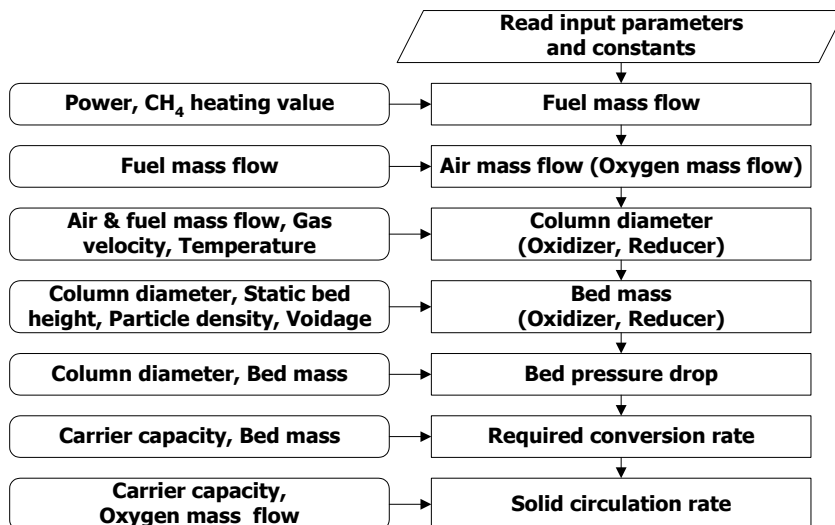 Read input parameters
and constants
Power, CH₄ heating value
Fuel mass flow
Fuel mass flow
Air mass flow (Oxygen mass flow)
Air & fuel mass flow, Gas
velocity, Temperature
Column diameter
(Oxidizer, Reducer)
Column diameter, Static bed
height, Particle density, Voidage
Bed mass
(Oxidizer, Reducer)
Column diameter, Bed mass
Bed pressure drop
Carrier capacity, Bed mass
Required conversion rate
Carrier capacity,
Oxygen mass flow
Solid circulation rate